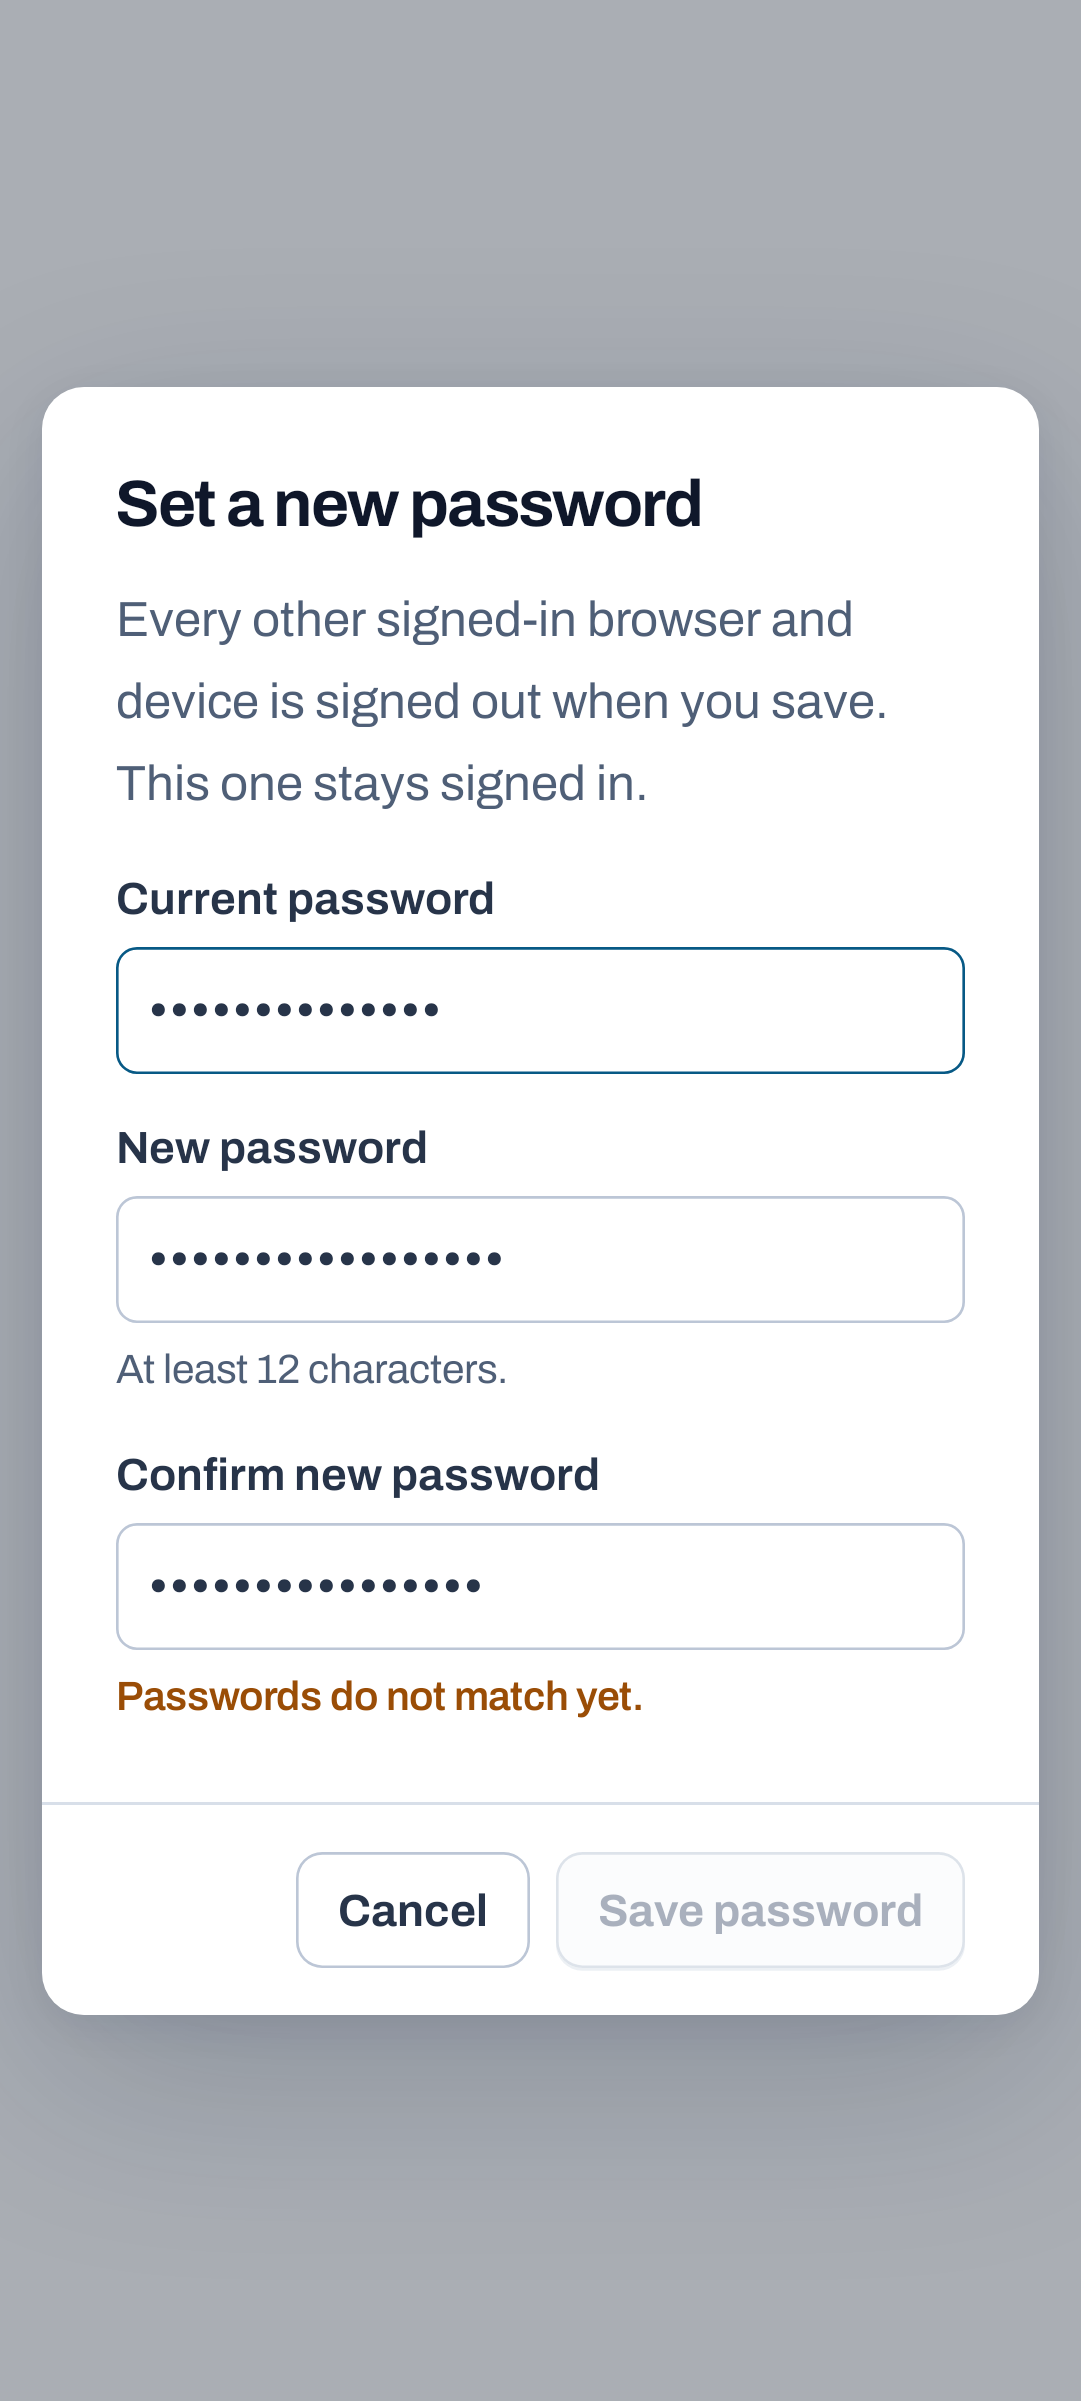 Set a new password
Every other signed-in browser and
device is signed out when you save.
This one stays signed in.
Current password
••••••••••••••
New password
•••••••••••••••••
At least 12 characters.
Confirm new password
••••••••••••••••
Passwords do not match yet.
Cancel
Save password